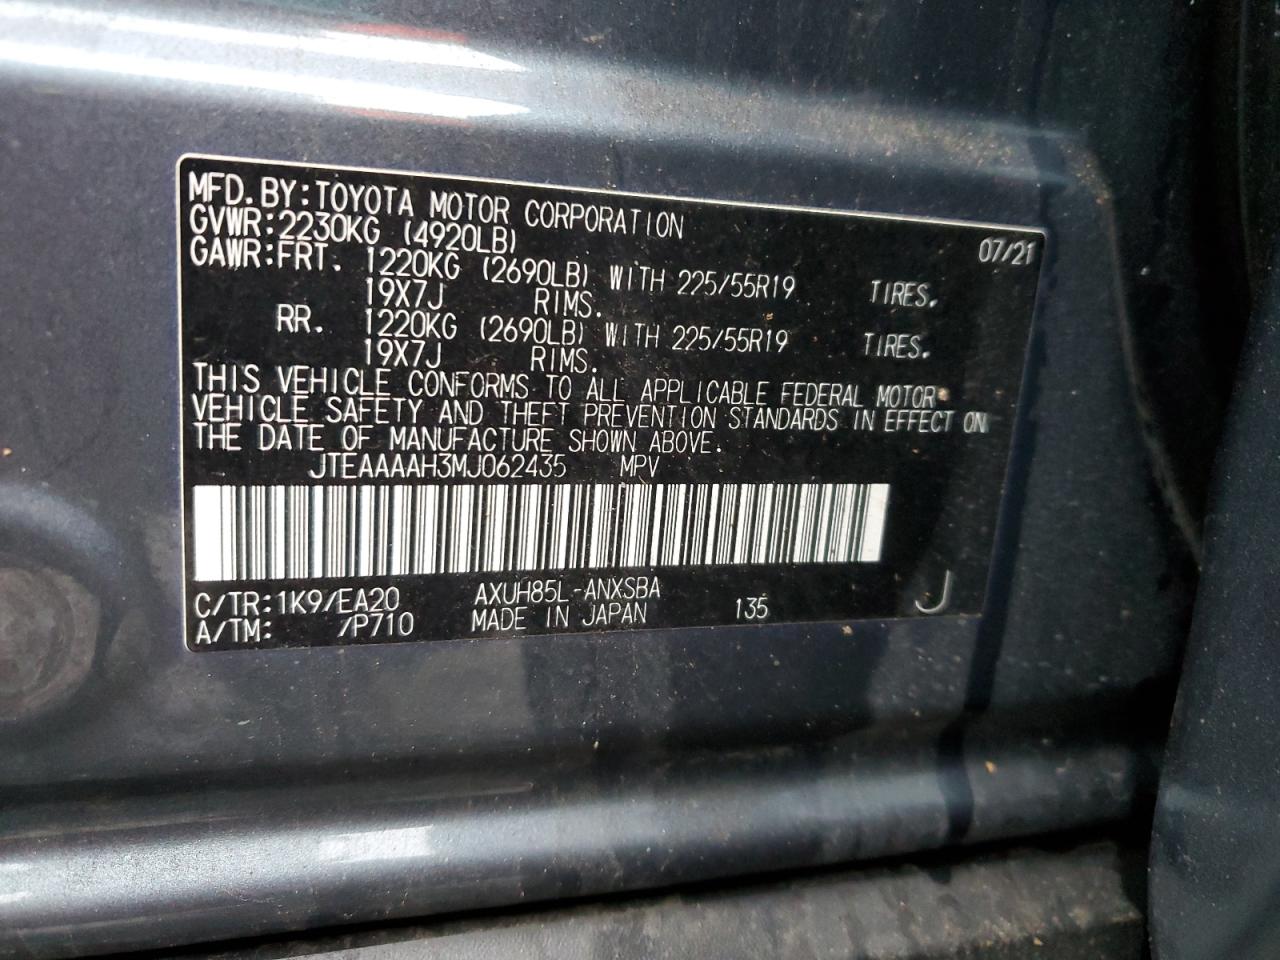 MFD.BY:TOYOTA MOTOR CORPORATION 07/21
GVWR:2230KG (4920LB)
GAWR:FRT. 1220KG (2690LB) WITH 225/55R19 TIRES.
19X7J RIMS.
RR. 1220KG (2690LB) WITH 225/55R19 TIRES.
19X7J RIMS.
THIS VEHICLE CONFORMS TO ALL APPLICABLE FEDERAL MOTOR
VEHICLE SAFETY AND THEFT PREVENTION STANDARDS IN EFFECT ON
THE DATE OF MANUFACTURE SHOWN ABOVE.
JTEAAAAH3MJ062435 MPV
C/TR:1K9/EA20 AXUH85L-ANXSBA
A/TM: /P710 MADE IN JAPAN 135 J